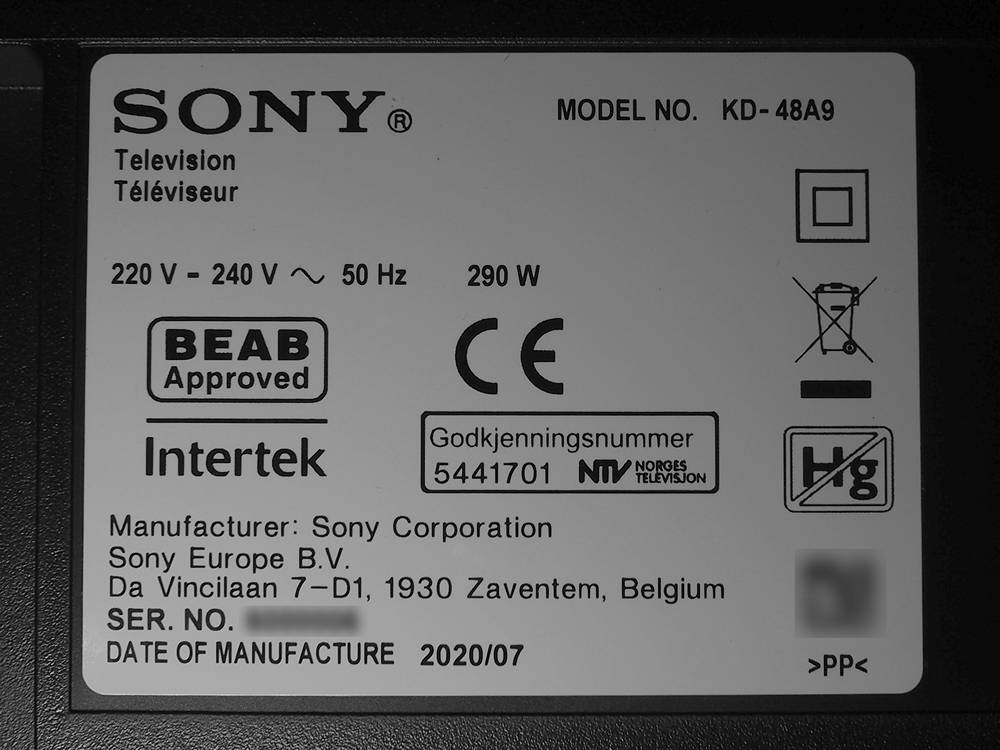 SONY®
MODEL NO. KD-48A9
Television
Téléviseur
220 V - 240 V ~ 50 Hz 290 W
BEAB
Approved
CE
Intertek
Godkjenningsnummer
5441701 NTV NORGES
TELEVISJON
Hg
Manufacturer: Sony Corporation
Sony Europe B.V.
Da Vincilaan 7-D1, 1930 Zaventem, Belgium
SER. NO.
DATE OF MANUFACTURE 2020/07
>PP<